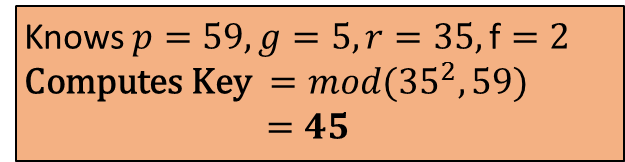 Knows p = 59, g = 5, r = 35, f = 2
Computes Key = mod(35², 59)
= 45